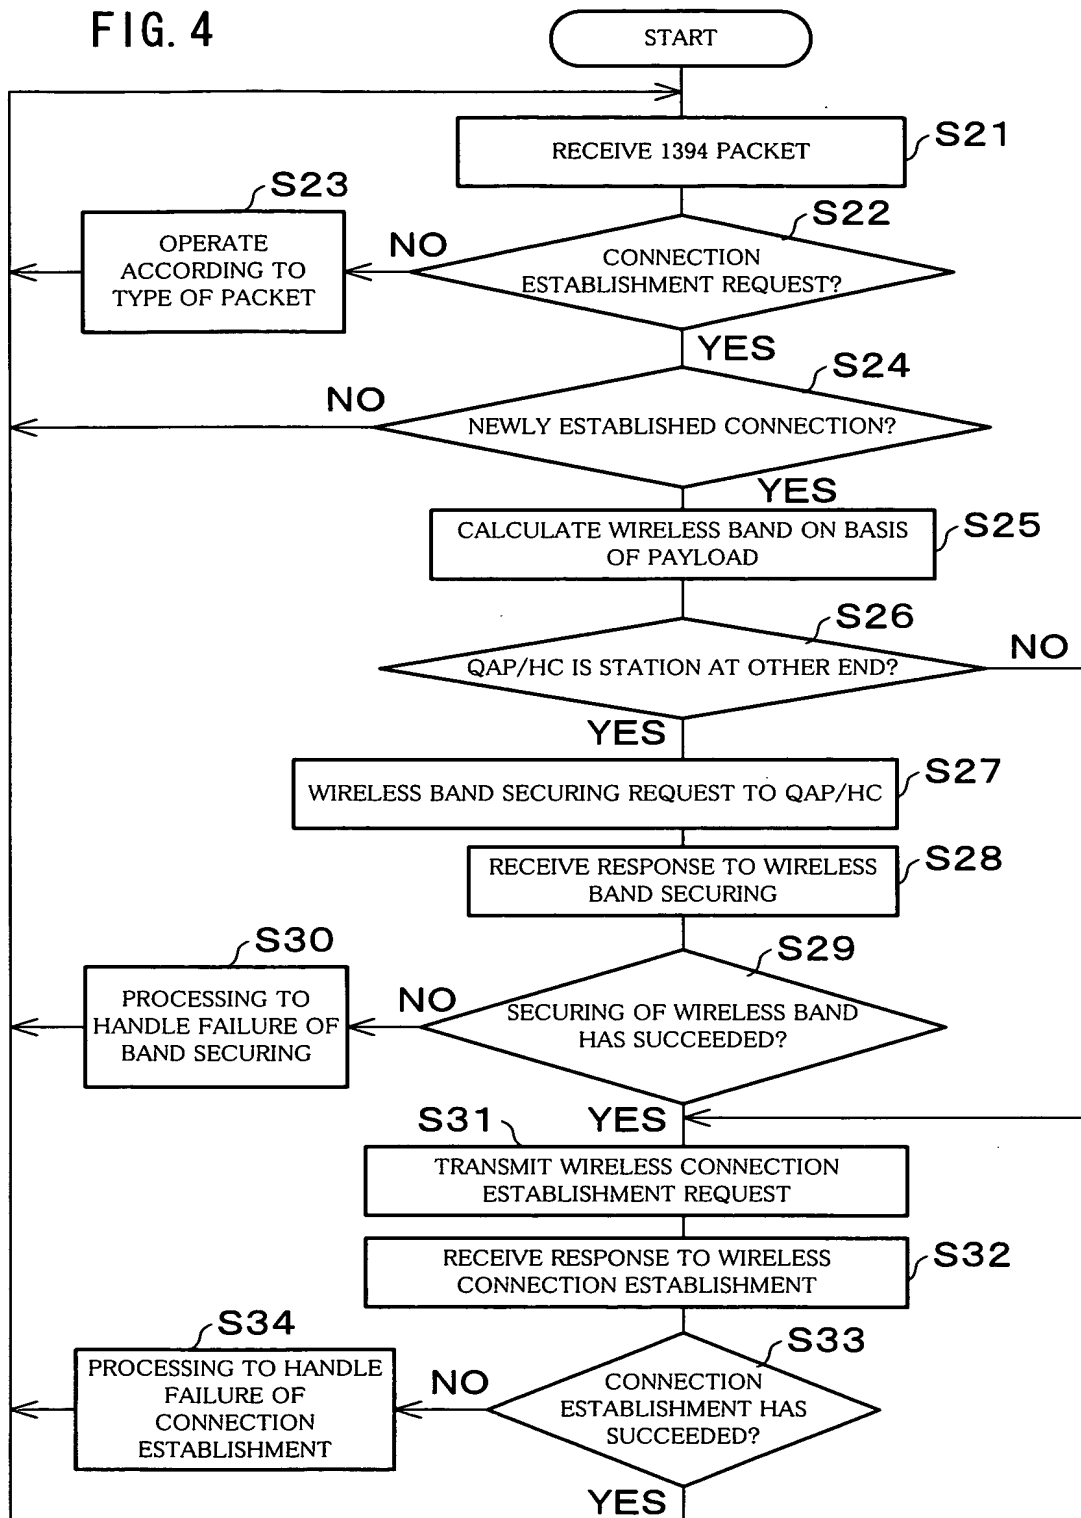 FIG. 4
START
RECEIVE 1394 PACKET
S21
S22
CONNECTION
ESTABLISHMENT REQUEST?
NO
S23
OPERATE
ACCORDING TO
TYPE OF PACKET
YES
S24
NEWLY ESTABLISHED CONNECTION?
NO
YES
S25
CALCULATE WIRELESS BAND ON BASIS
OF PAYLOAD
S26
QAP/HC IS STATION AT OTHER END?
NO
YES
S27
WIRELESS BAND SECURING REQUEST TO QAP/HC
S28
RECEIVE RESPONSE TO WIRELESS
BAND SECURING
S29
SECURING OF WIRELESS BAND
HAS SUCCEEDED?
NO
S30
PROCESSING TO
HANDLE FAILURE OF
BAND SECURING
YES
S31
TRANSMIT WIRELESS CONNECTION
ESTABLISHMENT REQUEST
RECEIVE RESPONSE TO WIRELESS
CONNECTION ESTABLISHMENT
S32
S33
CONNECTION
ESTABLISHMENT HAS
SUCCEEDED?
NO
S34
PROCESSING TO HANDLE
FAILURE OF
CONNECTION
ESTABLISHMENT
YES